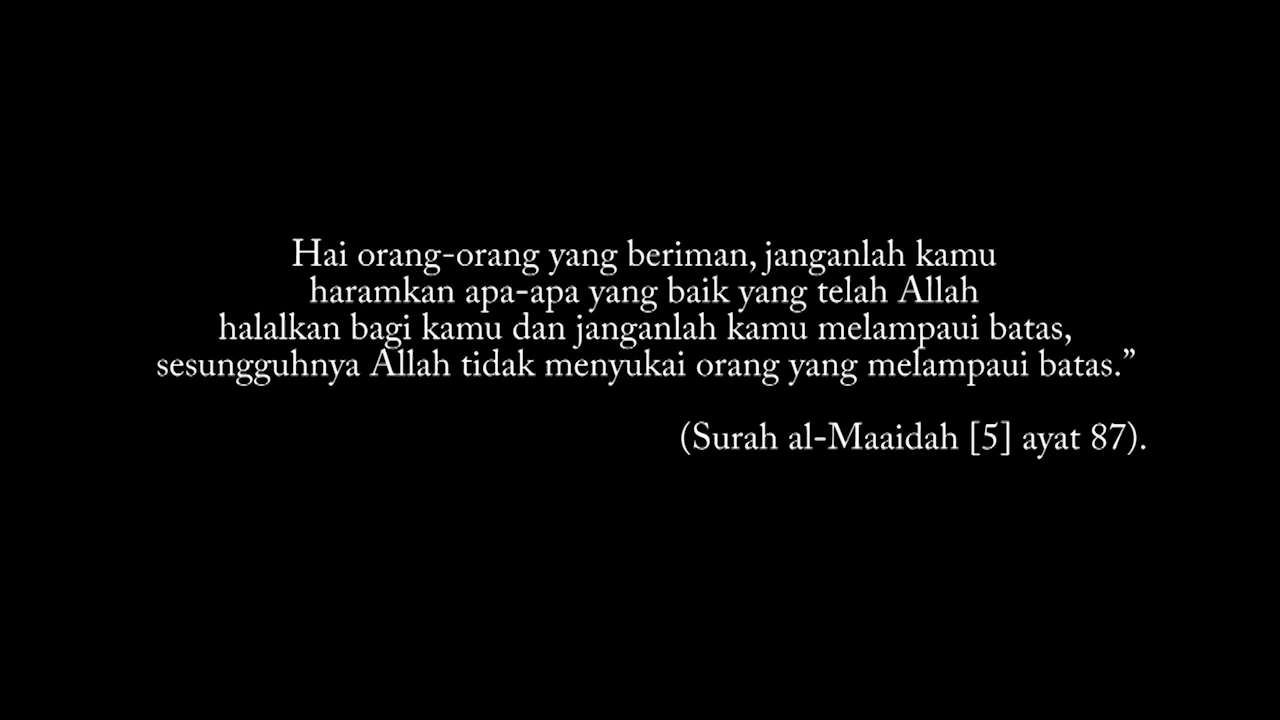 Hai orang-orang yang beriman, janganlah kamu
haramkan apa-apa yang baik yang telah Allah
halalkan bagi kamu dan janganlah kamu melampaui batas,
sesungguhnya Allah tidak menyukai orang yang melampaui batas.”
(Surah al-Maaidah [5] ayat 87).